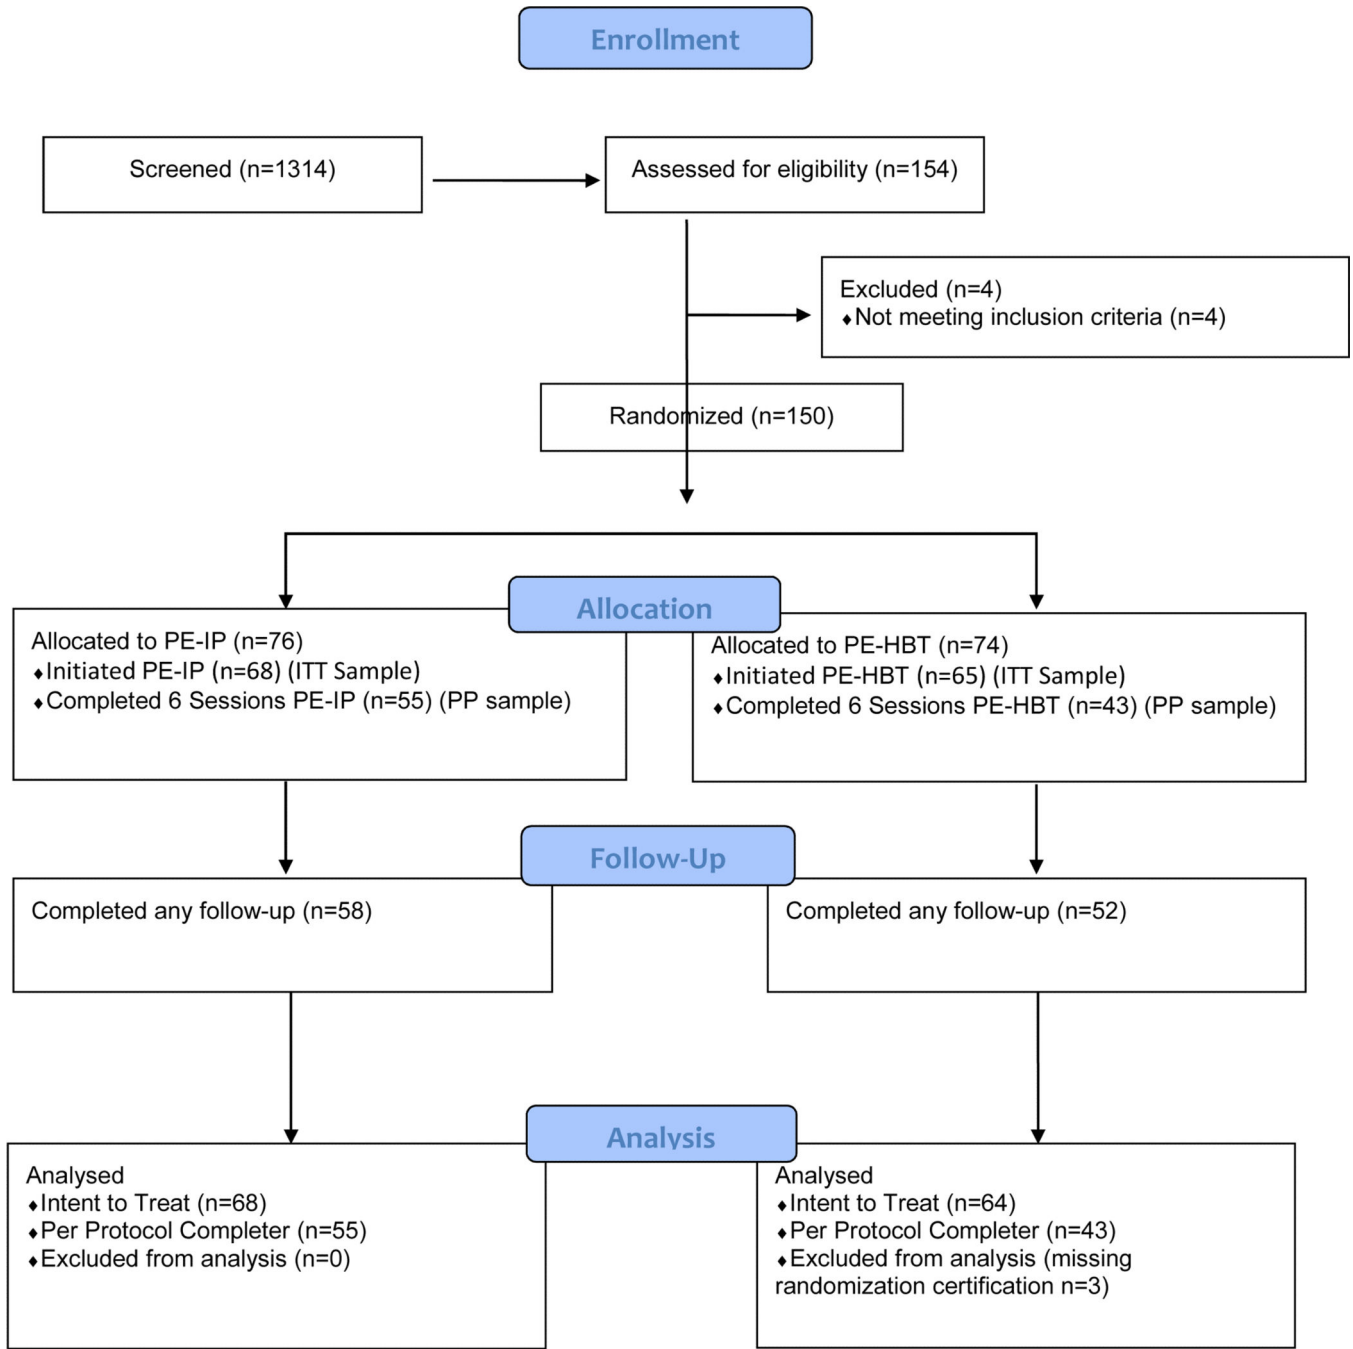 Enrollment
Screened (n=1314)
Assessed for eligibility (n=154)
Excluded (n=4)
♦Not meeting inclusion criteria (n=4)
Randomized (n=150)
Allocation
Allocated to PE-IP (n=76)
♦Initiated PE-IP (n=68) (ITT Sample)
♦Completed 6 Sessions PE-IP (n=55) (PP sample)
Allocated to PE-HBT (n=74)
♦Initiated PE-HBT (n=65) (ITT Sample)
♦Completed 6 Sessions PE-HBT (n=43) (PP sample)
Follow-Up
Completed any follow-up (n=58)
Completed any follow-up (n=52)
Analysis
Analysed
♦Intent to Treat (n=68)
♦Per Protocol Completer (n=55)
♦Excluded from analysis (n=0)
Analysed
♦Intent to Treat (n=64)
♦Per Protocol Completer (n=43)
♦Excluded from analysis (missing
randomization certification n=3)